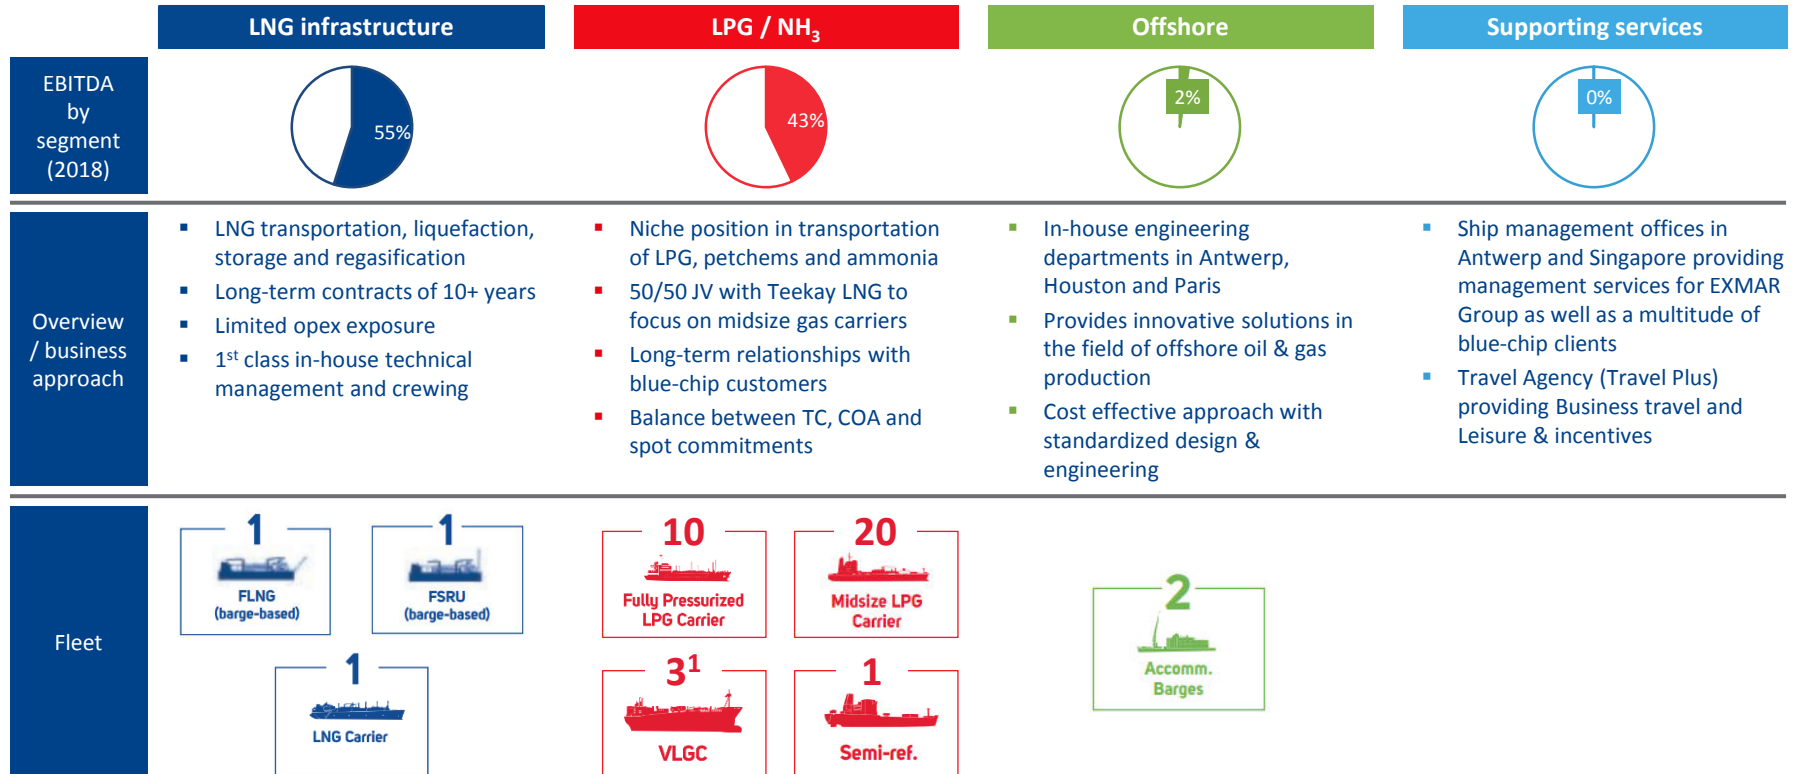 LNG infrastructure
LPG / NH3
Offshore
Supporting services
EBITDA
by
segment
(2018)
55%
43%
2%
0%
Overview
/ business
approach
▪ LNG transportation, liquefaction,
storage and regasification
▪ Long-term contracts of 10+ years
▪ Limited opex exposure
▪ 1st class in-house technical
management and crewing
▪ Niche position in transportation
of LPG, petchems and ammonia
▪ 50/50 JV with Teekay LNG to
focus on midsize gas carriers
▪ Long-term relationships with
blue-chip customers
▪ Balance between TC, COA and
spot commitments
▪ In-house engineering
departments in Antwerp,
Houston and Paris
▪ Provides innovative solutions in
the field of offshore oil & gas
production
▪ Cost effective approach with
standardized design &
engineering
▪ Ship management offices in
Antwerp and Singapore providing
management services for EXMAR
Group as well as a multitude of
blue-chip clients
▪ Travel Agency (Travel Plus)
providing Business travel and
Leisure & incentives
Fleet
1
FLNG
(barge-based)
1
FSRU
(barge-based)
1
LNG Carrier
10
Fully Pressurized
LPG Carrier
20
Midsize LPG
Carrier
3¹
VLGC
1
Semi-ref.
2
Accomm.
Barges